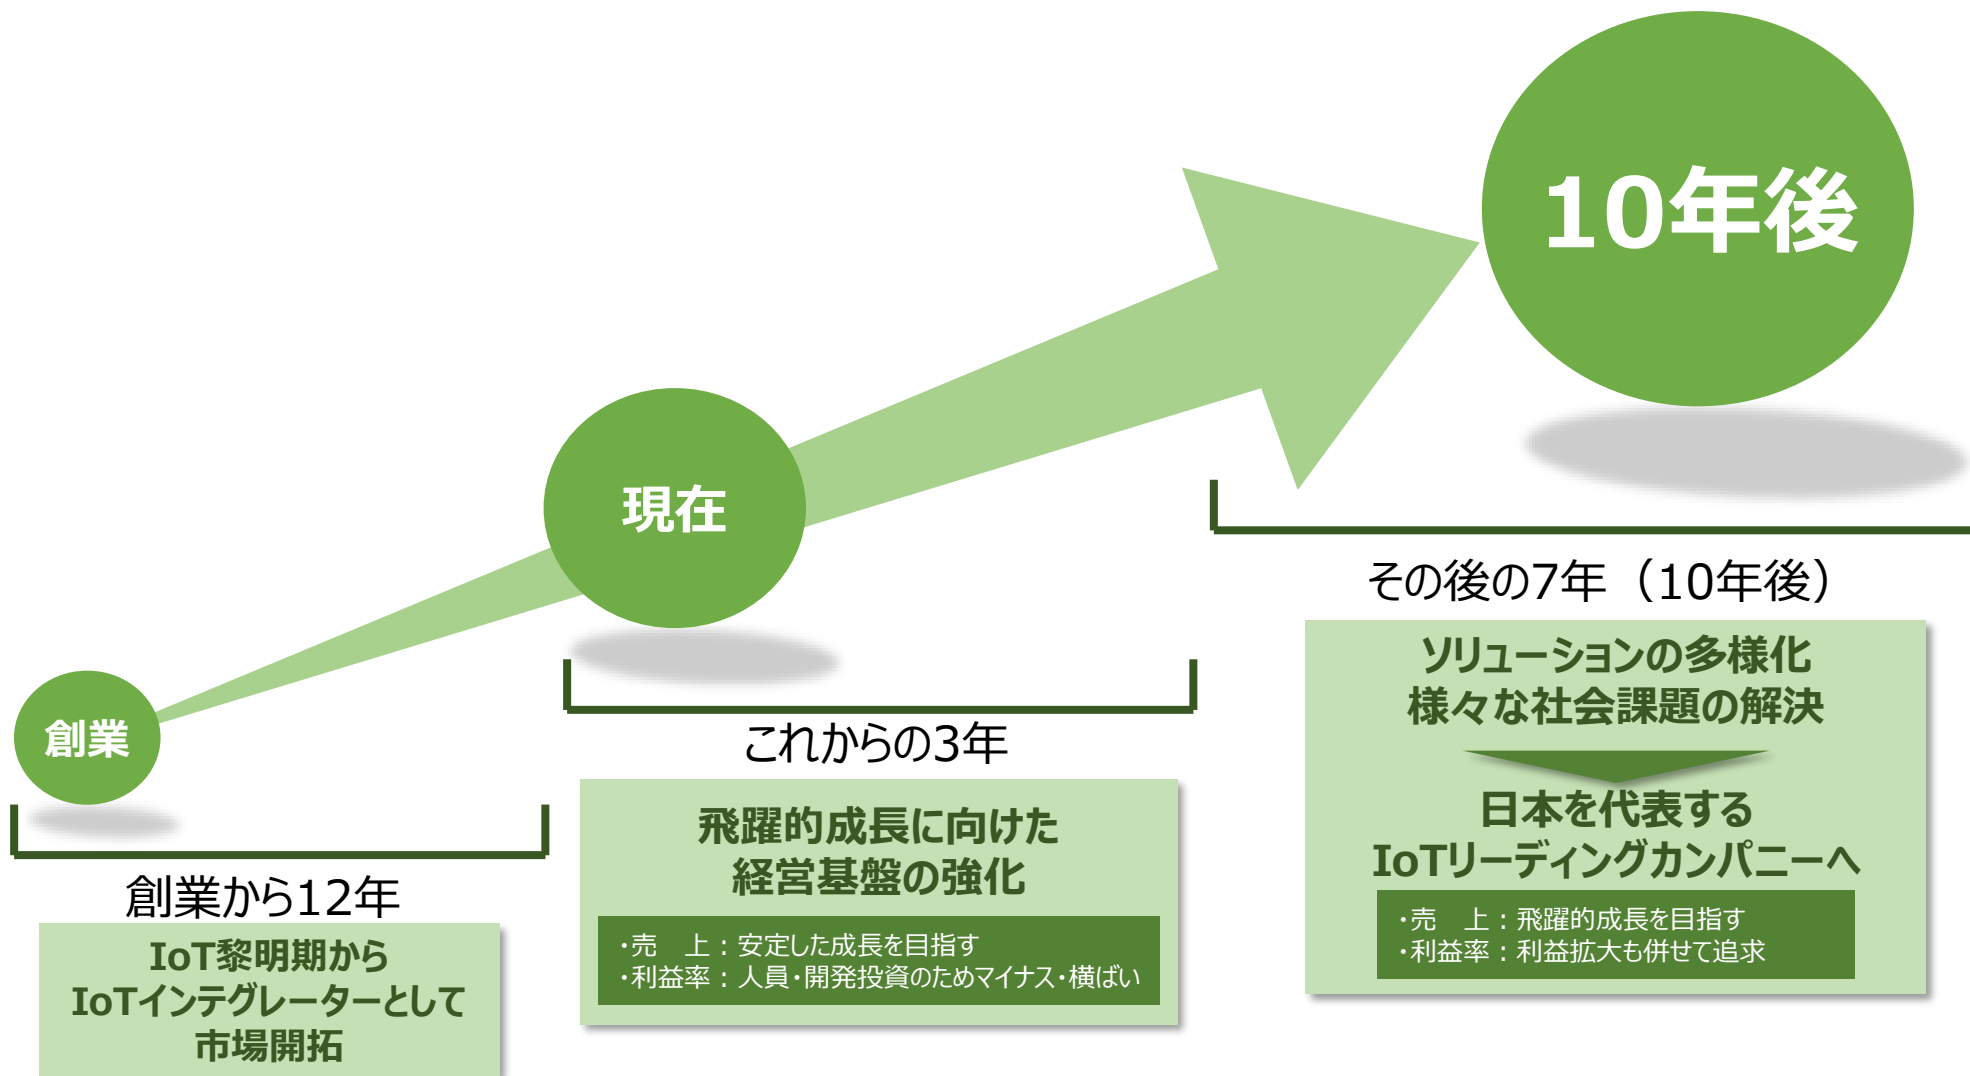 創業
創業から12年
IoT黎明期から
IoTインテグレーターとして
市場開拓
現在
これからの3年
飛躍的成長に向けた
経営基盤の強化
・売　上：安定した成長を目指す
・利益率：人員・開発投資のためマイナス・横ばい
10年後
その後の7年（10年後）
ソリューションの多様化
様々な社会課題の解決
日本を代表する
IoTリーディングカンパニーへ
・売　上：飛躍的成長を目指す
・利益率：利益拡大も併せて追求